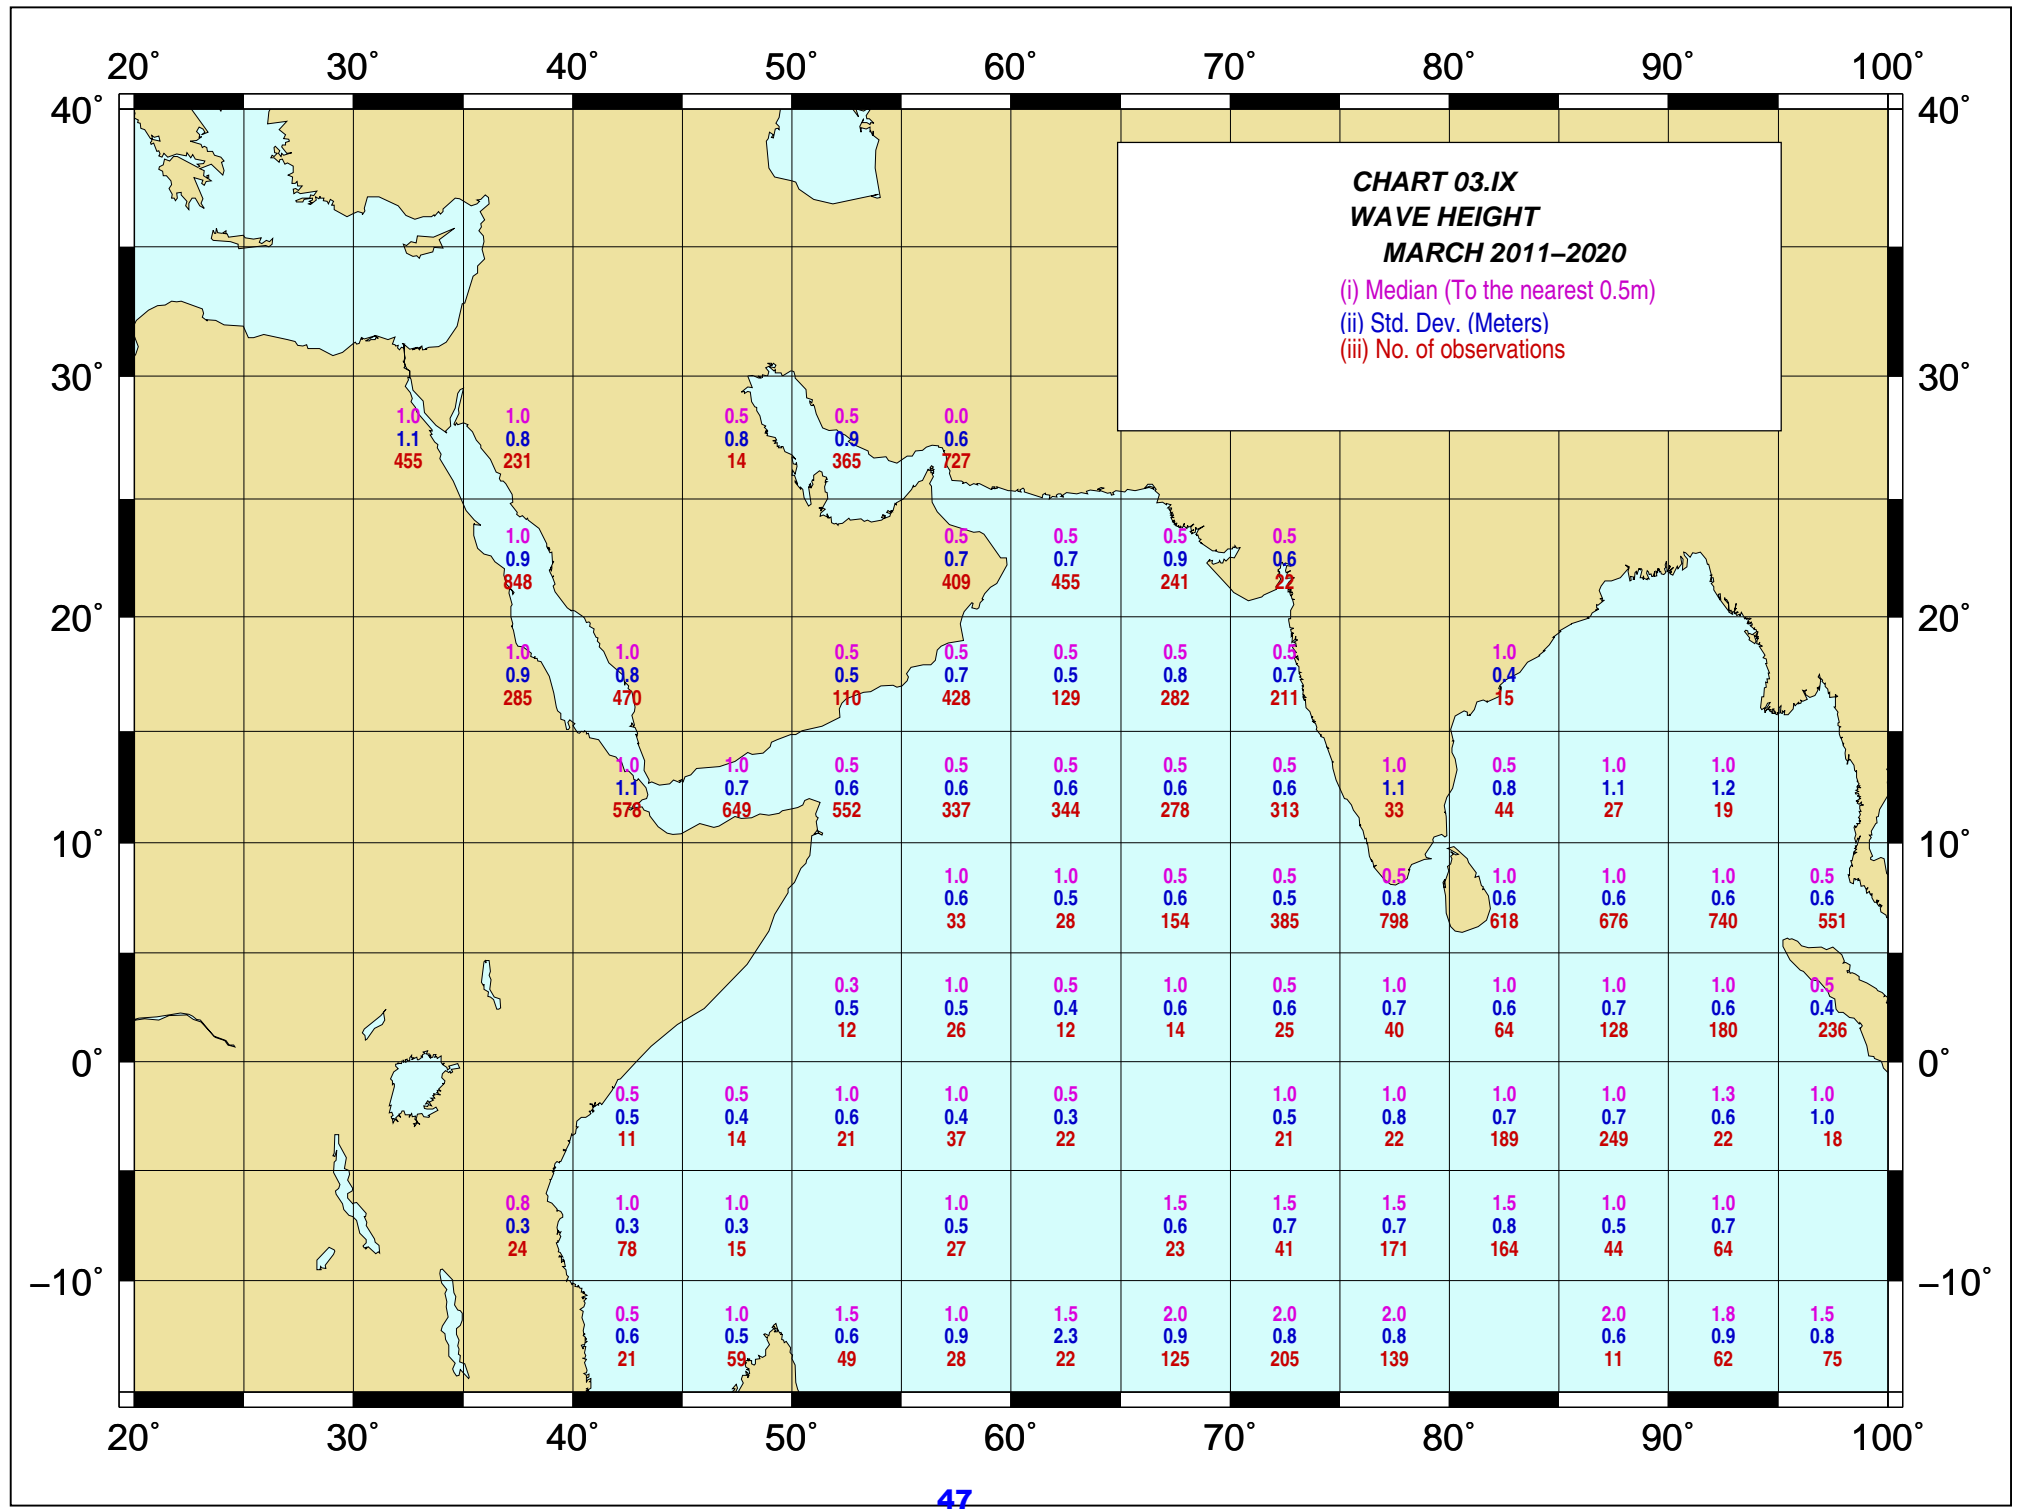 20° 30° 40° 50° 60° 70° 80° 90° 100°
40° 40°
CHART 03.IX
WAVE HEIGHT
MARCH 2011–2020
(i) Median (To the nearest 0.5m)
(ii) Std. Dev. (Meters)
(iii) No. of observations
30° 30°
1.0 1.0 0.5 0.5 0.0
1.1 0.8 0.8 0.9 0.6
455 231 14 365 727
1.0 0.5 0.5 0.5 0.5
0.9 0.7 0.7 0.9 0.6
848 409 455 241 22
20° 20°
1.0 1.0 0.5 0.5 0.5 0.5 0.5 1.0
0.9 0.8 0.5 0.7 0.5 0.8 0.7 0.4
285 470 110 428 129 282 211 15
1.0 1.0 0.5 0.5 0.5 0.5 0.5 1.0 0.5 1.0 1.0
1.1 0.7 0.6 0.6 0.6 0.6 0.6 1.1 0.8 1.1 1.2
578 649 552 337 344 278 313 33 44 27 19
10° 10°
1.0 1.0 0.5 0.5 0.5 1.0 1.0 1.0 0.5
0.6 0.5 0.6 0.5 0.8 0.6 0.6 0.6 0.6
33 28 154 385 798 618 676 740 551
0.3 1.0 0.5 1.0 0.5 1.0 1.0 1.0 1.0 0.5
0.5 0.5 0.4 0.6 0.6 0.7 0.6 0.7 0.6 0.4
12 26 12 14 25 40 64 128 180 236
0° 0°
0.5 0.5 1.0 1.0 0.5 1.0 1.0 1.0 1.0 1.3 1.0
0.5 0.4 0.6 0.4 0.3 0.5 0.8 0.7 0.7 0.6 1.0
11 14 21 37 22 21 22 189 249 22 18
0.8 1.0 1.0 1.0 1.5 1.5 1.5 1.5 1.0 1.0
0.3 0.3 0.3 0.5 0.6 0.7 0.7 0.8 0.5 0.7
24 78 15 27 23 41 171 164 44 64
–10° –10°
0.5 1.0 1.5 1.0 1.5 2.0 2.0 2.0 2.0 1.8 1.5
0.6 0.5 0.6 0.9 2.3 0.9 0.8 0.8 0.6 0.9 0.8
21 59 49 28 22 125 205 139 11 62 75
20° 30° 40° 50° 60° 70° 80° 90° 100°
47